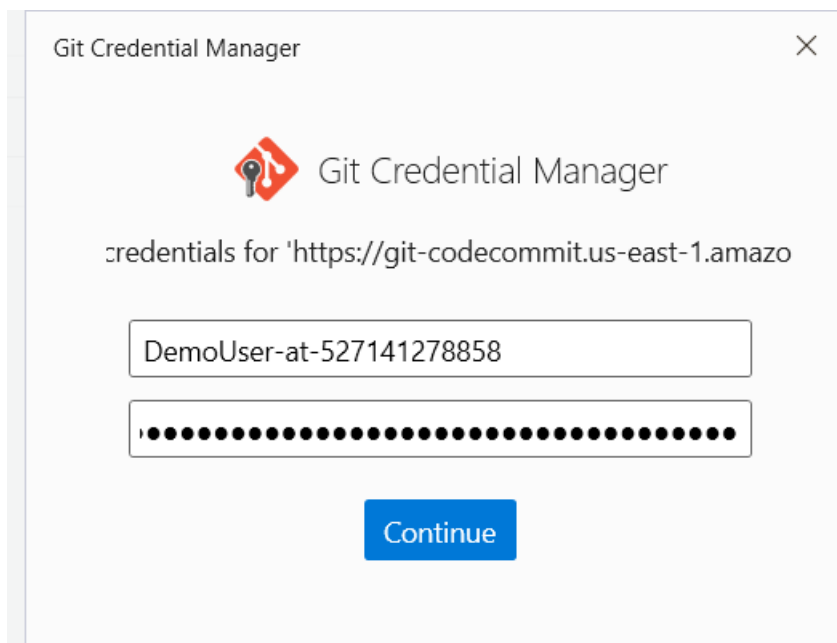 Git Credential Manager
Git Credential Manager
credentials for 'https://git-codecommit.us-east-1.amazo
DemoUser-at-527141278858
Continue